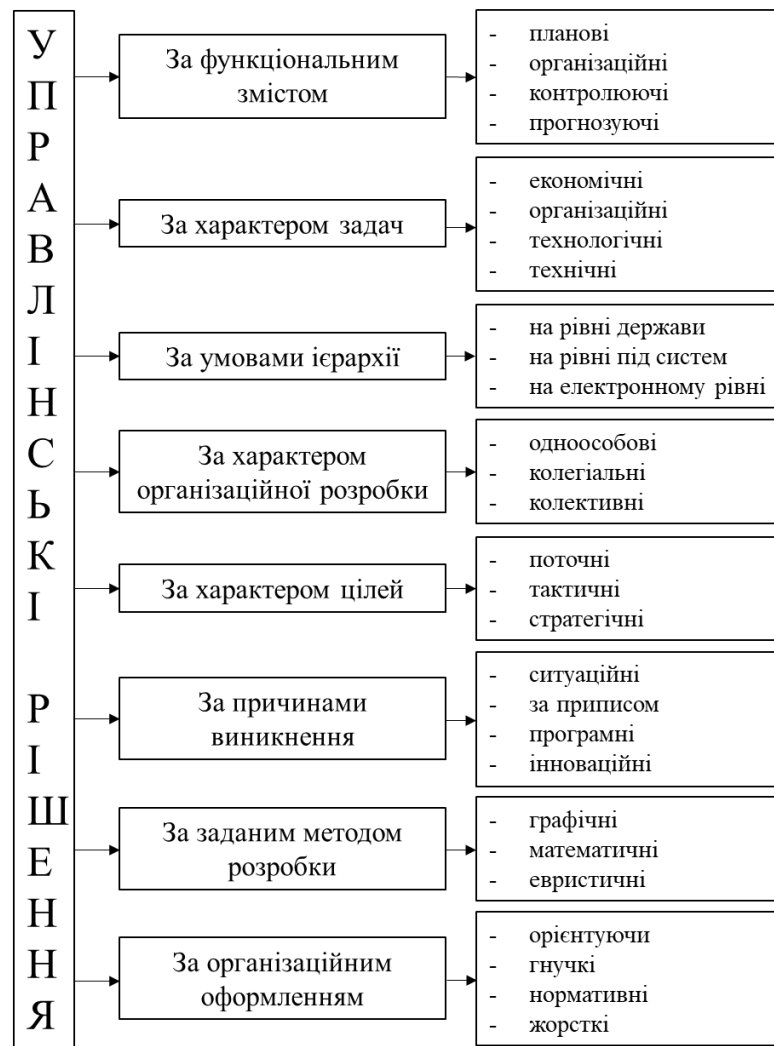 УПРАВЛІНСЬКІ РІШЕННЯ
За функціональним
змістом
- планові
- організаційні
- контролюючі
- прогнозуючі
За характером задач
- економічні
- організаційні
- технологічні
- технічні
За умовами ієрархії
- на рівні держави
- на рівні під систем
- на електронному рівні
За характером
організаційної розробки
- одноособові
- колегіальні
- колективні
За характером цілей
- поточні
- тактичні
- стратегічні
За причинами
виникнення
- ситуаційні
- за приписом
- програмні
- інноваційні
За заданим методом
розробки
- графічні
- математичні
- евристичні
За організаційним
оформленням
- орієнтуючи
- гнучкі
- нормативні
- жорсткі